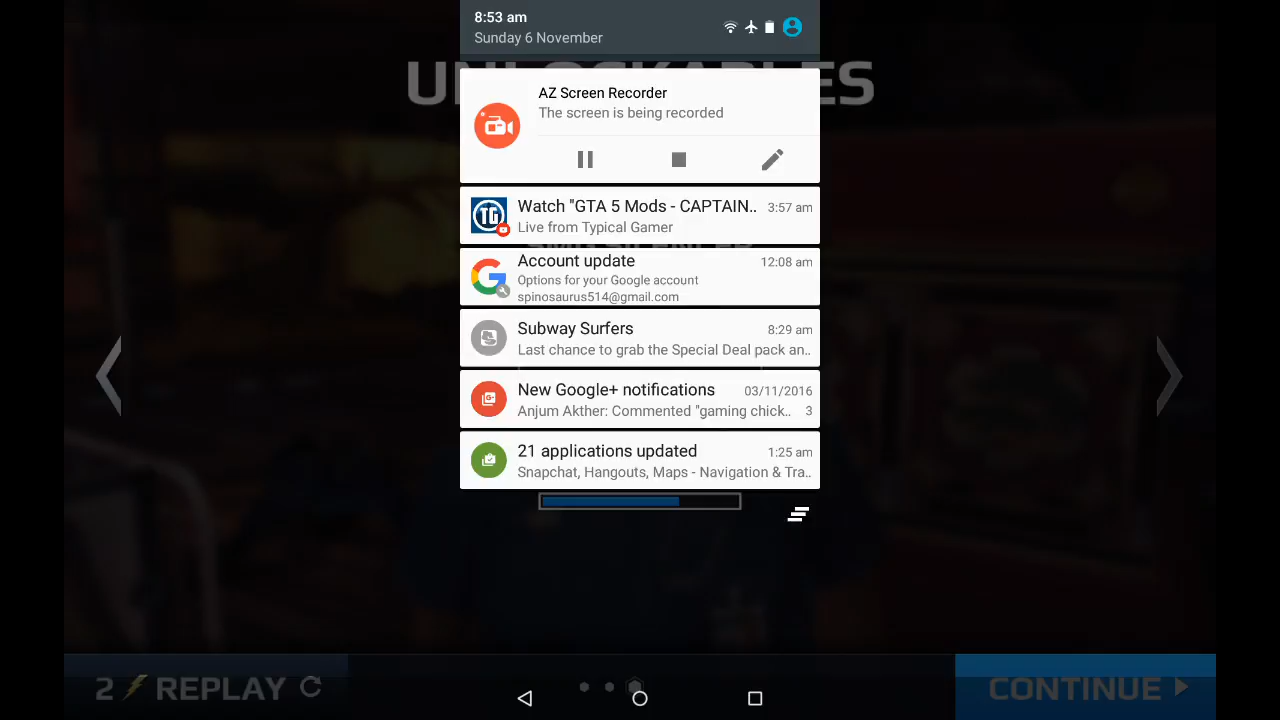 8:53 am
Sunday 6 November
UNLOCKABLES
AZ Screen Recorder
The screen is being recorded
Watch "GTA 5 Mods - CAPTAIN.. 3:57 am
TG
Live from Typical Gamer
Account update 12:08 am
Options for your Google account
spinosaurus514@gmail.com
Subway Surfers 8:29 am
Last chance to grab the Special Deal pack an..
New Google+ notifications 03/11/2016
Anjum Akther: Commented "gaming chick.. 3
21 applications updated 1:25 am
Snapchat, Hangouts, Maps - Navigation & Tra..
2 REPLAY
CONTINUE